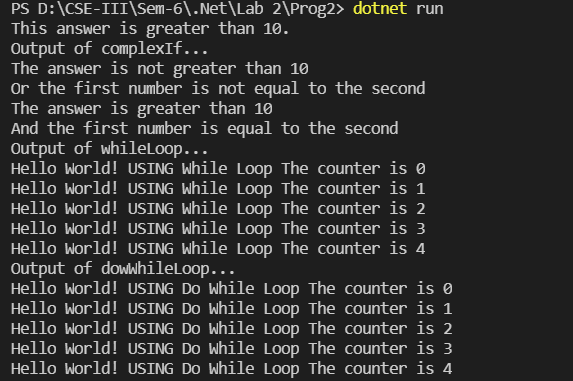 PS D:\CSE-III\Sem-6\.Net\Lab 2\Prog2> dotnet run
This answer is greater than 10.
Output of complexIf...
The answer is not greater than 10
Or the first number is not equal to the second
The answer is greater than 10
And the first number is equal to the second
Output of whileLoop...
Hello World! USING While Loop The counter is 0
Hello World! USING While Loop The counter is 1
Hello World! USING While Loop The counter is 2
Hello World! USING While Loop The counter is 3
Hello World! USING While Loop The counter is 4
Output of dowWhileLoop...
Hello World! USING Do While Loop The counter is 0
Hello World! USING Do While Loop The counter is 1
Hello World! USING Do While Loop The counter is 2
Hello World! USING Do While Loop The counter is 3
Hello World! USING Do While Loop The counter is 4